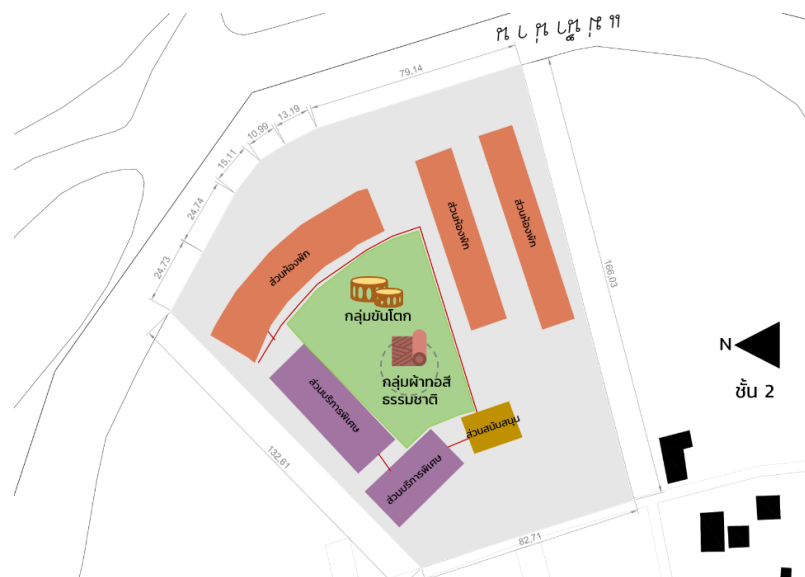 แม่น้ำน่าน
79,14
13,19
10,99
15,11
24,74
24,73
ส่วนห้องพัก
ส่วนห้องพัก
ส่วนห้องพัก
166,03
กลุ่มขันโตก
กลุ่มผ้าทอสี
ธรรมชาติ
N
ชั้น 2
ส่วนบริการพิเศษ
ส่วนสนับสนุน
ส่วนบริการพิเศษ
132,61
82,71